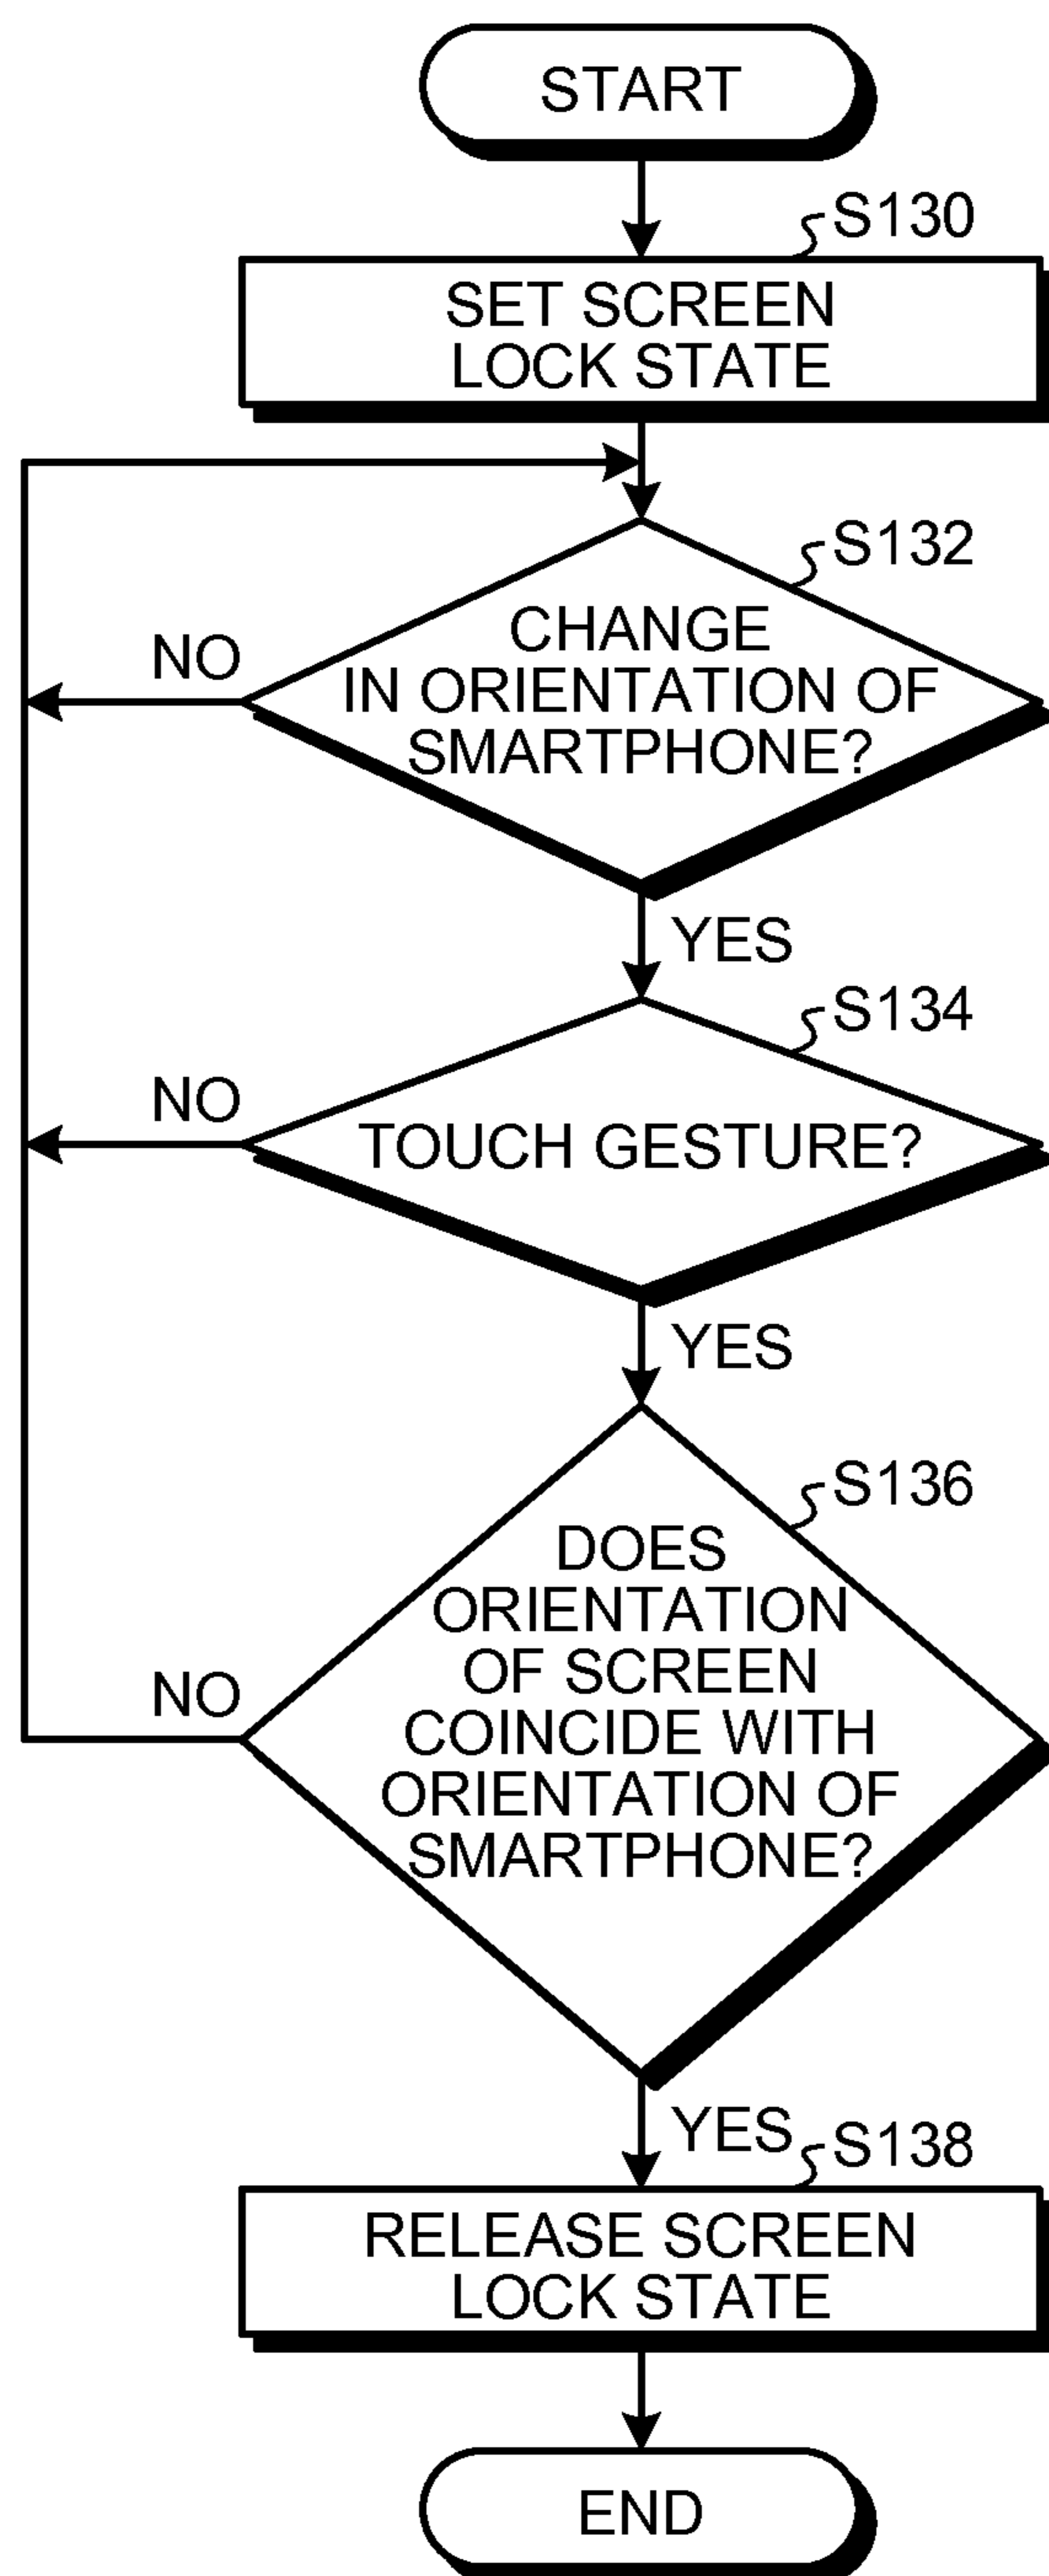 START
S130
SET SCREEN
LOCK STATE
S132
CHANGE
IN ORIENTATION OF
SMARTPHONE?
NO
YES
S134
TOUCH GESTURE?
NO
YES
S136
DOES
ORIENTATION
OF SCREEN
COINCIDE WITH
ORIENTATION OF
SMARTPHONE?
NO
YES
S138
RELEASE SCREEN
LOCK STATE
END